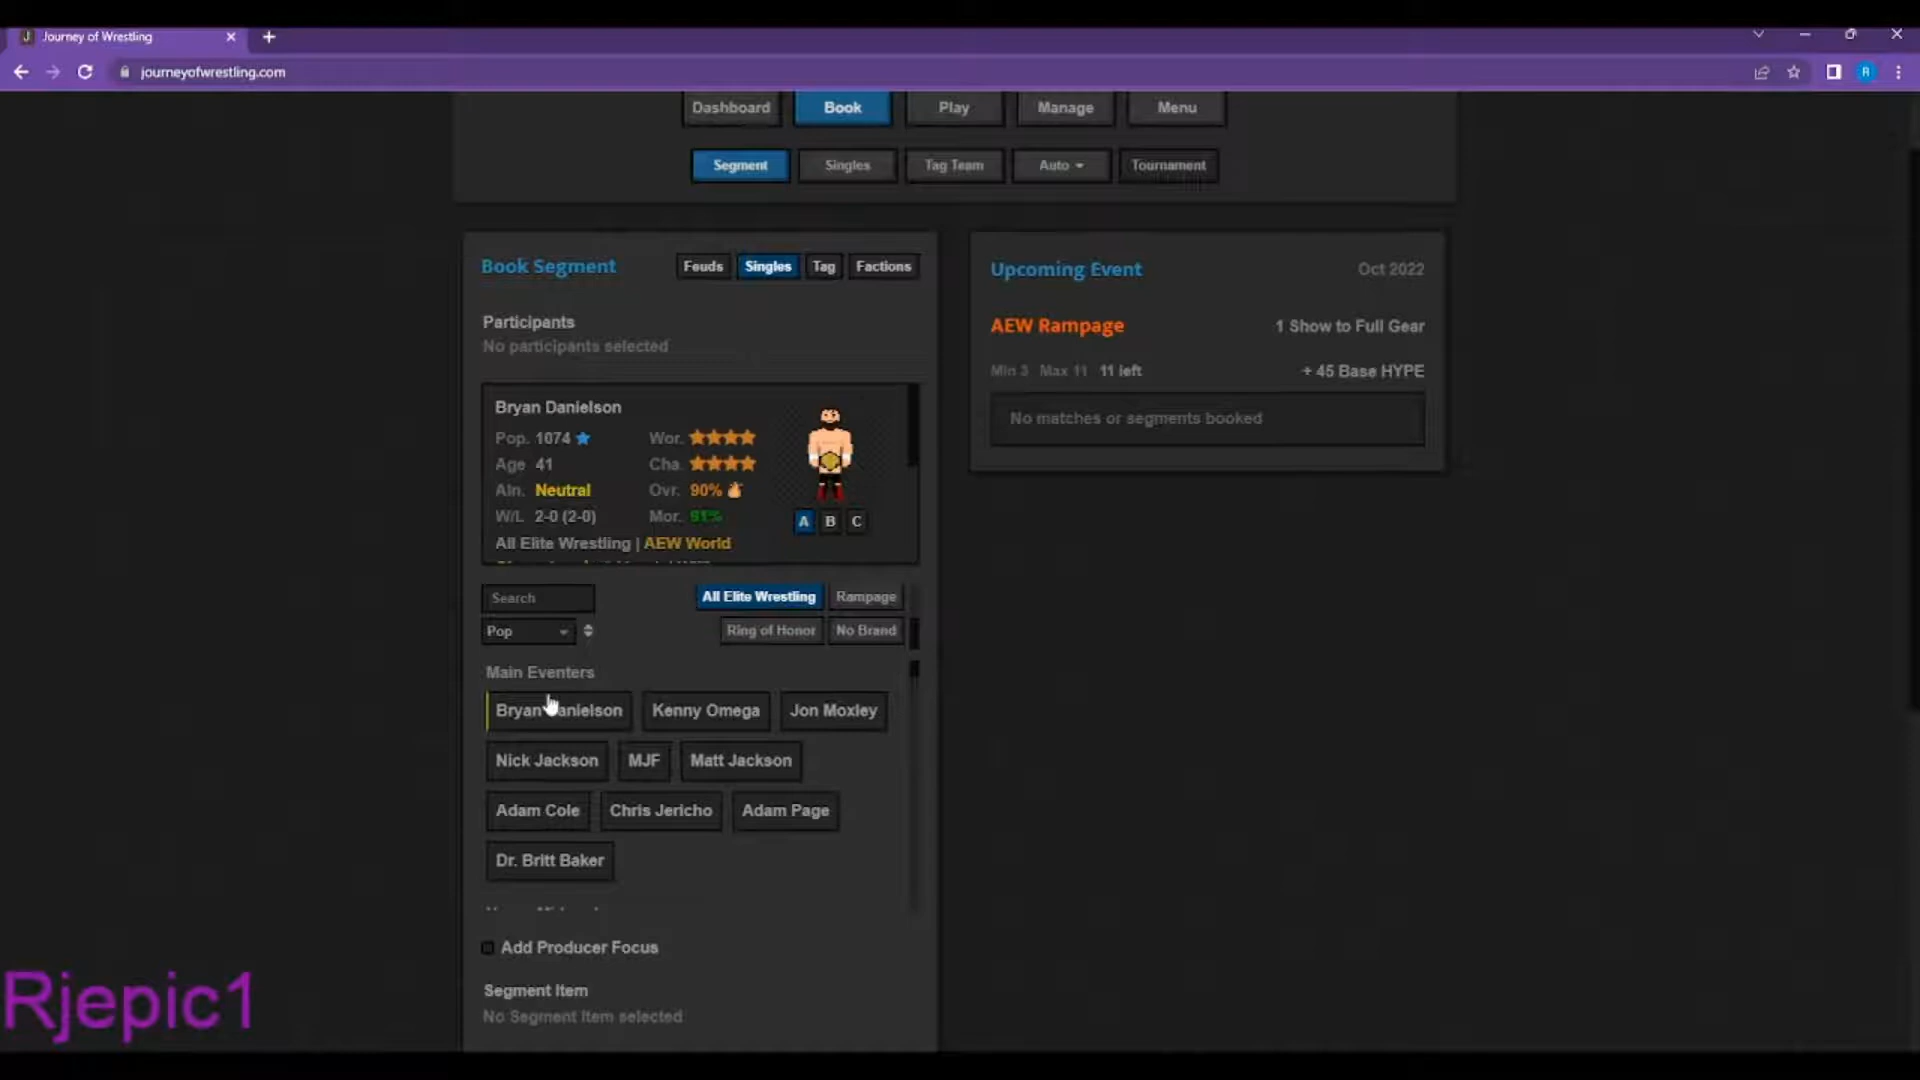 Journey of Wrestling
journeyofwrestling.com
R
Dashboard Book Play Manage Menu
Segment Singles Tag Team Auto Tournament
Book Segment Feuds Singles Tag Factions
Participants
No participants selected
Bryan Danielson
Pop. 1074 Wor.
Age 41 Cha.
Aln. Neutral Ovr. 90%
W/L 2-0 (2-0) Mor. 91%
A B C
All Elite Wrestling | AEW World
Search All Elite Wrestling Rampage
Pop Ring of Honor No Brand
Main Eventers
Bryan Danielson Kenny Omega Jon Moxley
Nick Jackson MJF Matt Jackson
Adam Cole Chris Jericho Adam Page
Dr. Britt Baker
Add Producer Focus
Segment Item
No Segment Item selected
Upcoming Event Oct 2022
AEW Rampage 1 Show to Full Gear
Min 3 Max 11 11 left + 45 Base HYPE
No matches or segments booked
Rjepic1